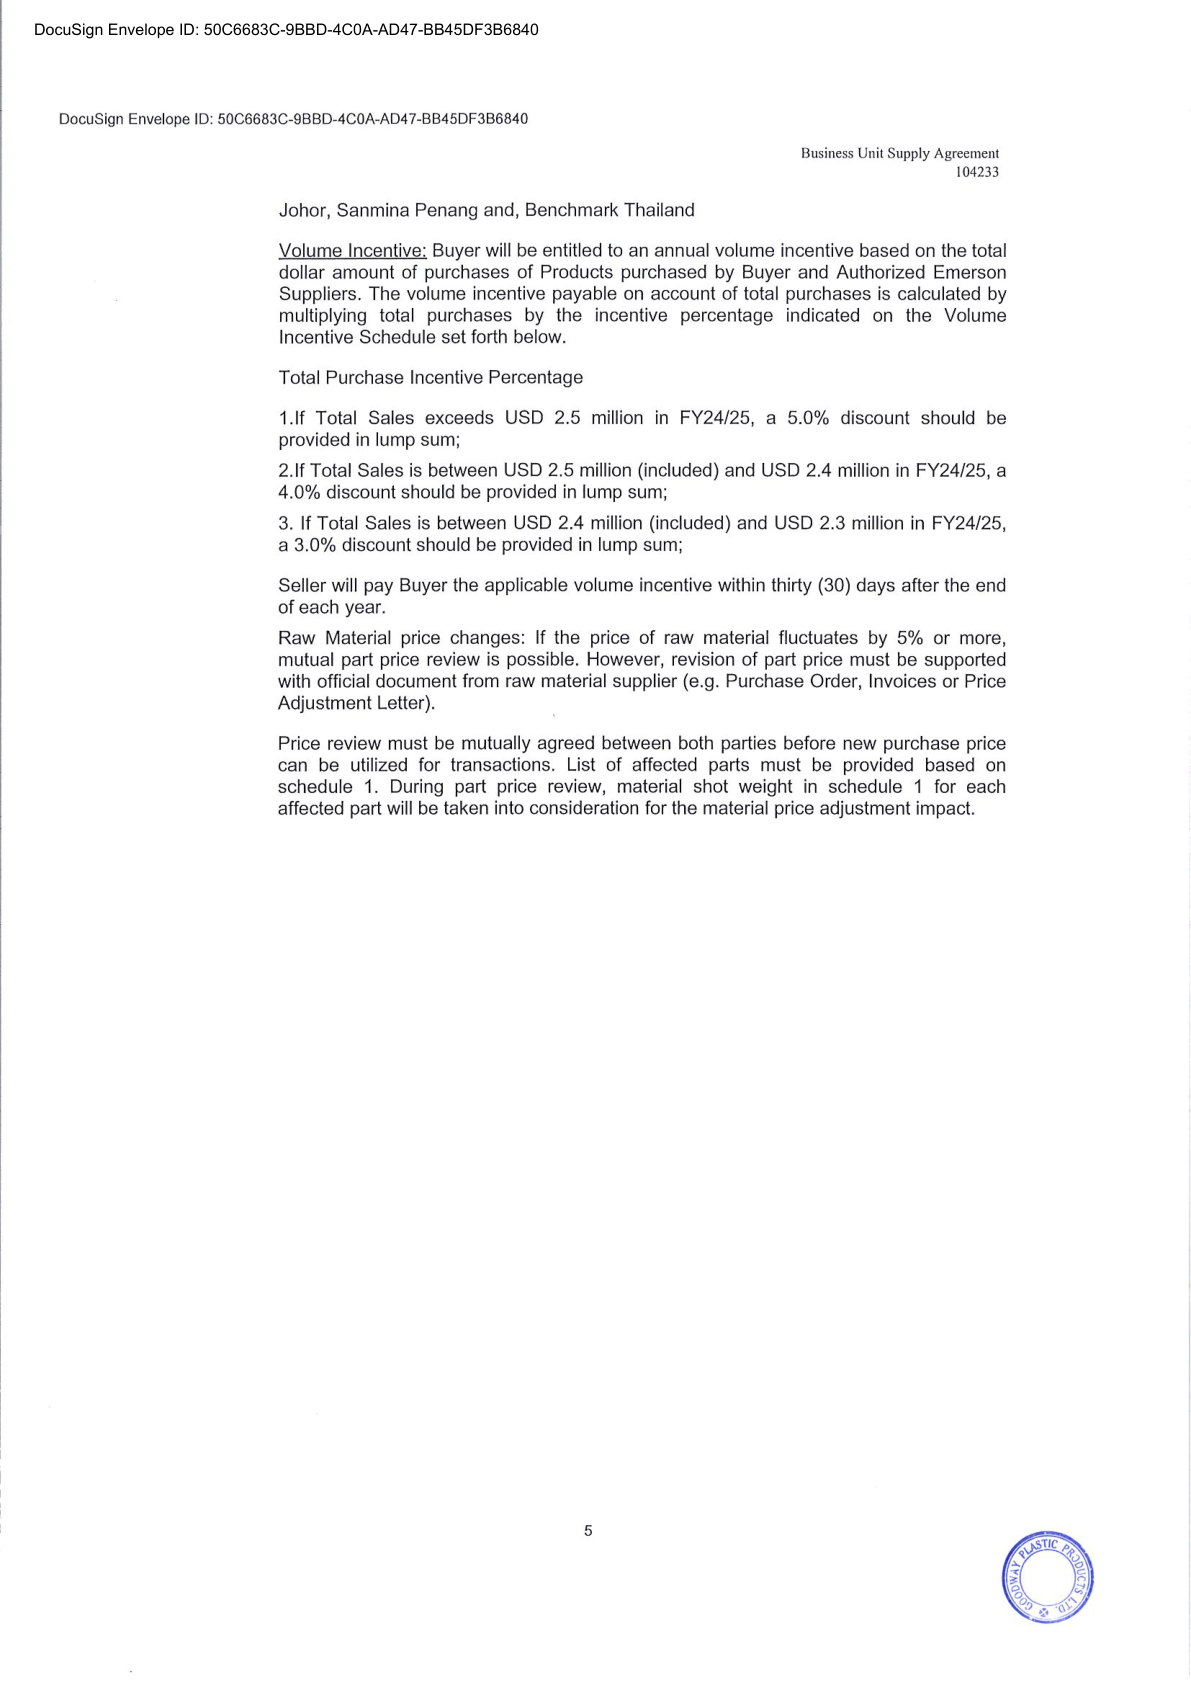 DocuSign Envelope ID: 50C6683C-9BBD-4C0A-AD47-BB45DF3B6840
DocuSign Envelope ID: 50C6683C-9BBD-4C0A-AD47-BB45DF3B6840
Business Unit Supply Agreement
104233
Johor, Sanmina Penang and, Benchmark Thailand
Volume Incentive: Buyer will be entitled to an annual volume incentive based on the total
dollar amount of purchases of Products purchased by Buyer and Authorized Emerson
Suppliers. The volume incentive payable on account of total purchases is calculated by
multiplying total purchases by the incentive percentage indicated on the Volume
Incentive Schedule set forth below.
Total Purchase Incentive Percentage
1.If Total Sales exceeds USD 2.5 million in FY24/25, a 5.0% discount should be
provided in lump sum;
2.If Total Sales is between USD 2.5 million (included) and USD 2.4 million in FY24/25, a
4.0% discount should be provided in lump sum;
3. If Total Sales is between USD 2.4 million (included) and USD 2.3 million in FY24/25,
a 3.0% discount should be provided in lump sum;
Seller will pay Buyer the applicable volume incentive within thirty (30) days after the end
of each year.
Raw Material price changes: If the price of raw material fluctuates by 5% or more,
mutual part price review is possible. However, revision of part price must be supported
with official document from raw material supplier (e.g. Purchase Order, Invoices or Price
Adjustment Letter).
Price review must be mutually agreed between both parties before new purchase price
can be utilized for transactions. List of affected parts must be provided based on
schedule 1. During part price review, material shot weight in schedule 1 for each
affected part will be taken into consideration for the material price adjustment impact.
5
GOODWAY PLASTIC PRODUCTS LTD.